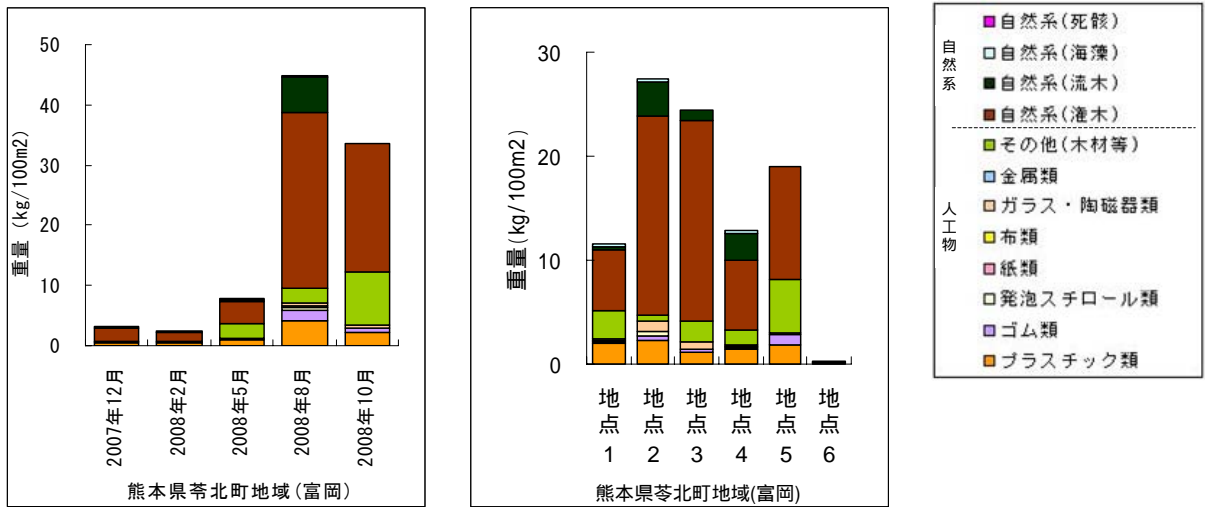 50
40
30
20
10
0
重量 (kg/100m2)
2007年12月
2008年2月
2008年5月
2008年8月
2008年10月
熊本県苓北町地域(富岡)
30
20
10
0
重量(kg/100m2)
地点1
地点2
地点3
地点4
地点5
地点6
熊本県苓北町地域(富岡)
自然系
自然系(死骸)
自然系(海藻)
自然系(流木)
自然系(潅木)
人工物
その他(木材等)
金属類
ガラス・陶磁器類
布類
紙類
発泡スチロール類
ゴム類
プラスチック類